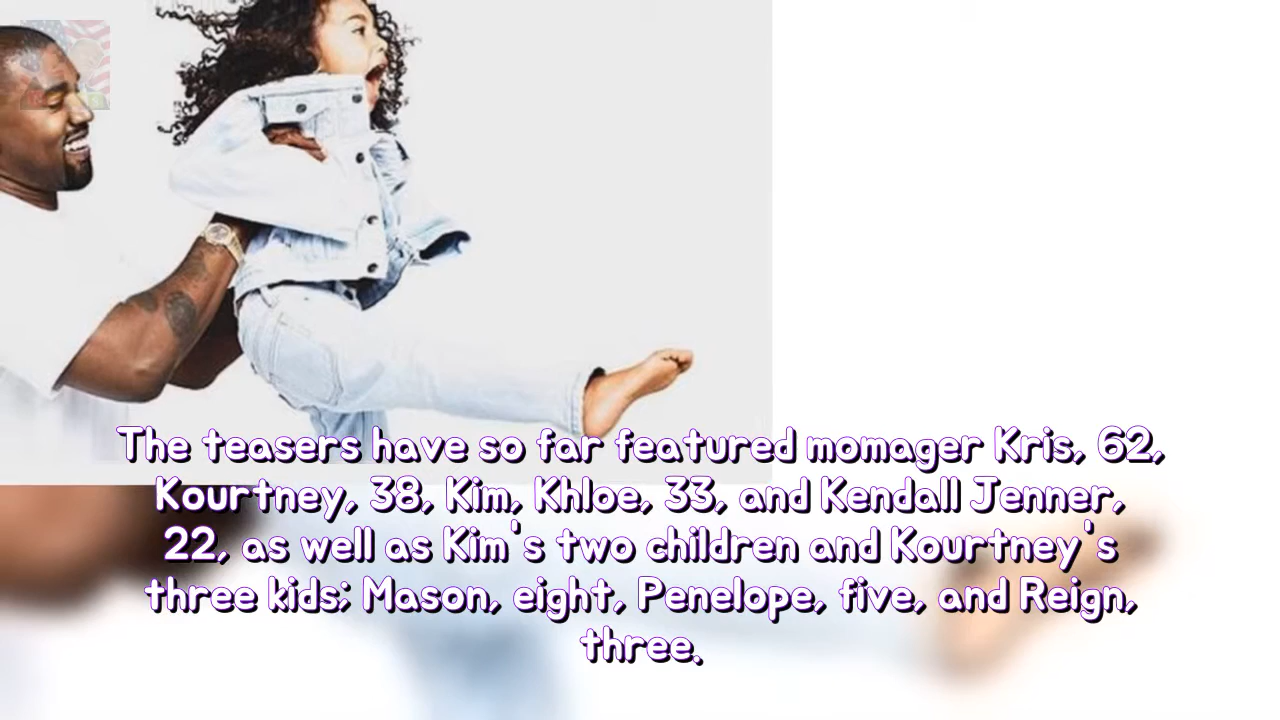 The teasers have so far featured momager Kris, 62,
Kourtney, 38, Kim, Khloe, 33, and Kendall Jenner,
22, as well as Kim's two children and Kourtney's
three kids; Mason, eight, Penelope, five, and Reign,
three.